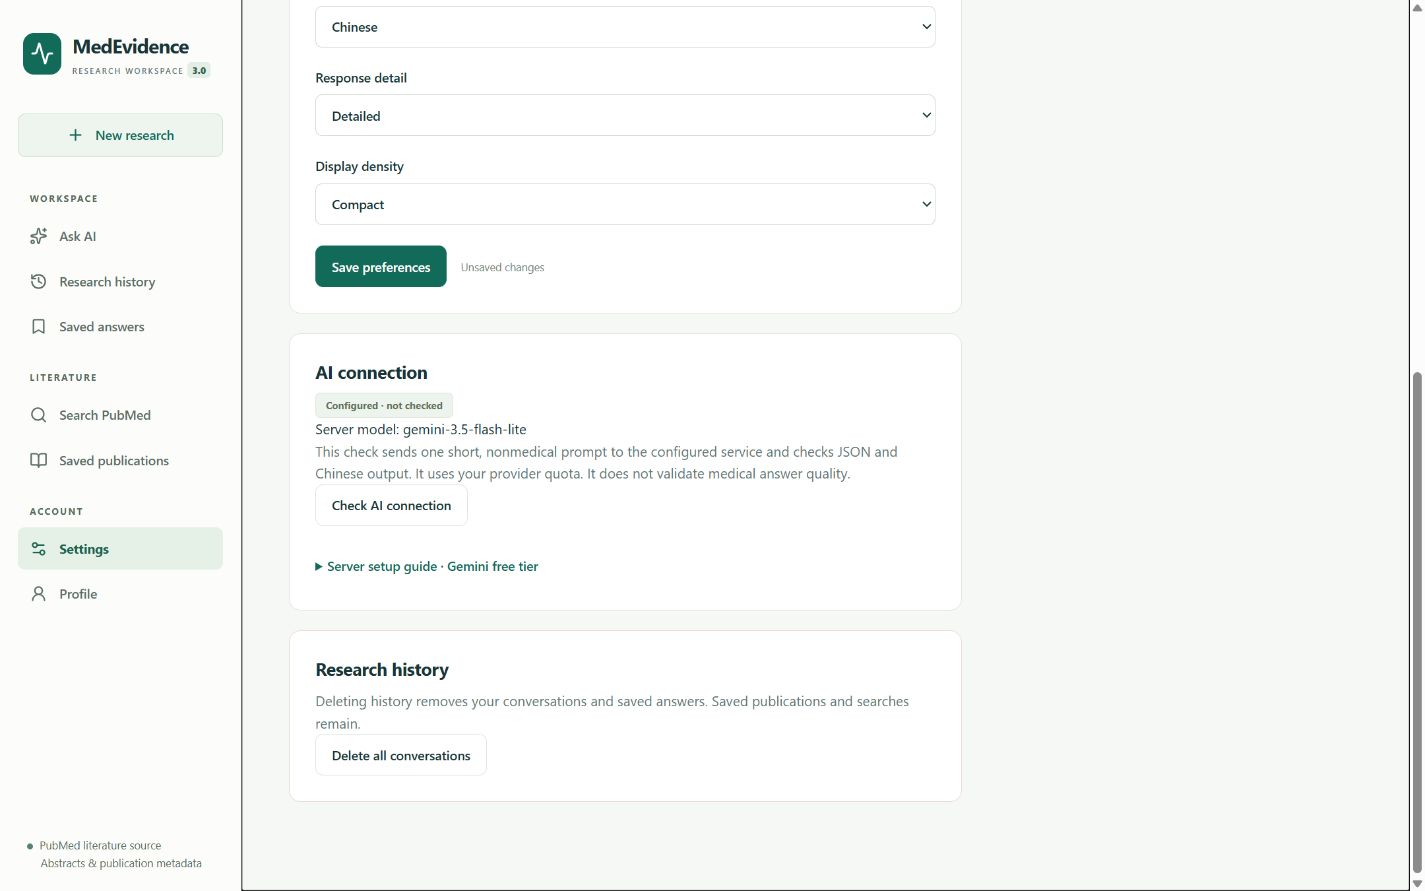 MedEvidence
RESEARCH WORKSPACE 3.0
New research
WORKSPACE
Ask AI
Research history
Saved answers
LITERATURE
Search PubMed
Saved publications
ACCOUNT
Settings
Profile
PubMed literature source
Abstracts & publication metadata
Chinese
Response detail
Detailed
Display density
Compact
Save preferences
Unsaved changes
AI connection
Configured · not checked
Server model: gemini-3.5-flash-lite
This check sends one short, nonmedical prompt to the configured service and checks JSON and
Chinese output. It uses your provider quota. It does not validate medical answer quality.
Check AI connection
Server setup guide · Gemini free tier
Research history
Deleting history removes your conversations and saved answers. Saved publications and searches
remain.
Delete all conversations